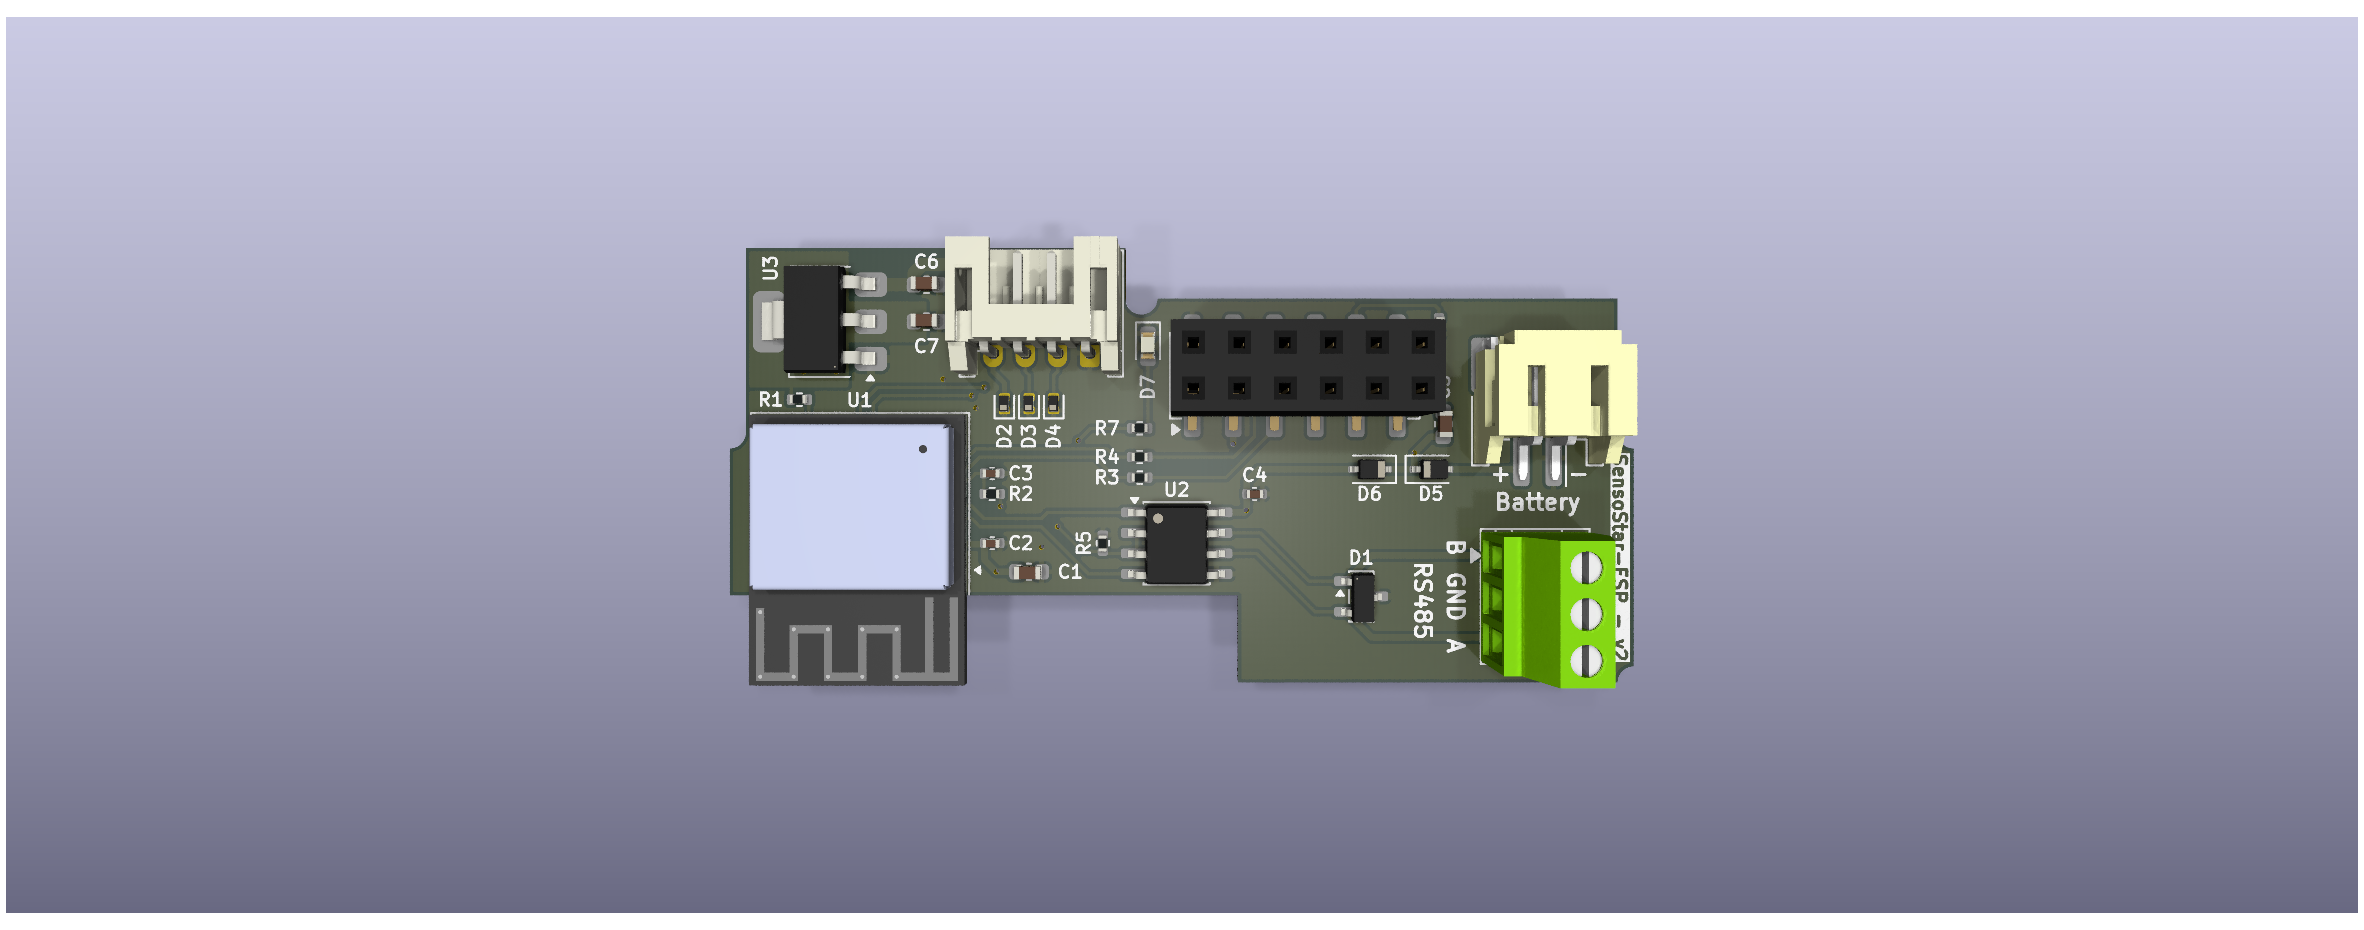 U3
C6
C7
R1
U1
D2
D3
D4
D7
R7
R4
R3
C3
R2
C4
U2
D6
D5
+
−
Battery
C2
R5
C1
D1
B
GND
A
RS485